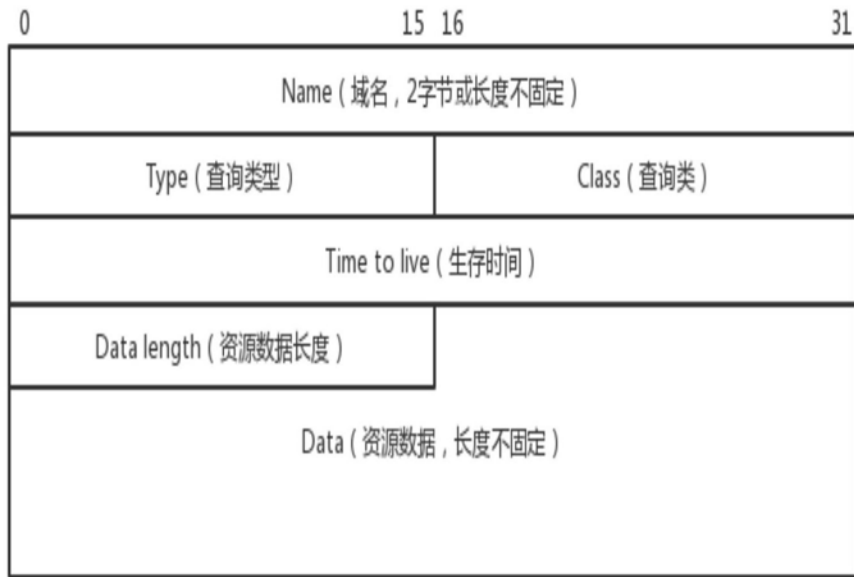 0 15 16 31
Name（域名，2字节或长度不固定）
Type（查询类型） Class（查询类）
Time to live（生存时间）
Data length（资源数据长度）
Data（资源数据，长度不固定）